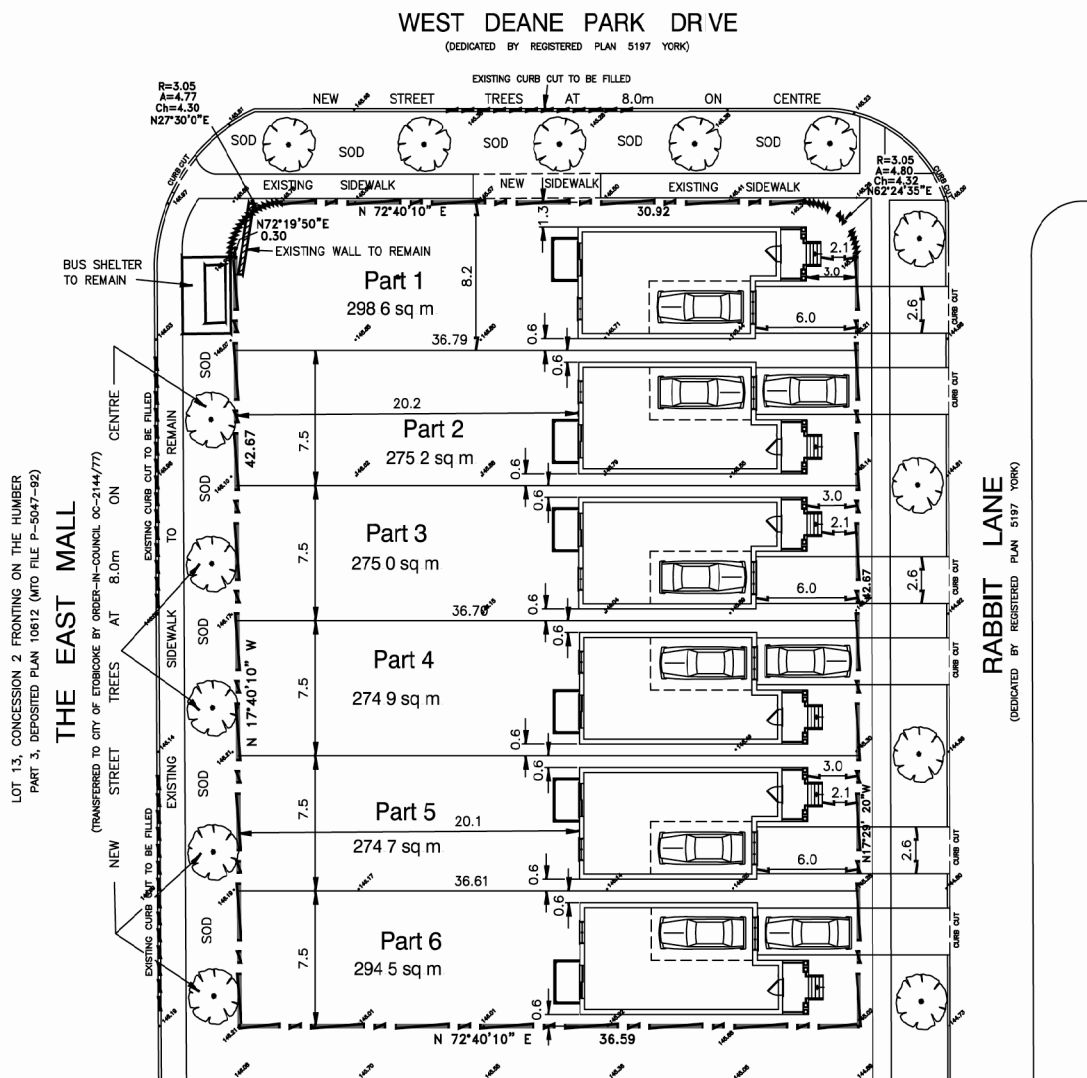 WEST DEANE PARK DRIVE
(DEDICATED BY REGISTERED PLAN 5197 YORK)
EXISTING CURB CUT TO BE FILLED
NEW STREET TREES AT 8.0m ON CENTRE
R=3.05
A=4.77
Ch=4.30
N27°30'0"E
SOD
SOD
SOD
SOD
SOD
R=3.05
A=4.80
Ch=4.32
N62°24'35"E
CURB CUT
EXISTING SIDEWALK
NEW SIDEWALK
EXISTING SIDEWALK
N 72°40'10" E
30.92
N72°19'50"E
0.30
EXISTING WALL TO REMAIN
BUS SHELTER
TO REMAIN
Part 1
298 6 sq m
8.2
1.3
2.1
3.0
6.0
2.6
CURB CUT
36.79
0.6
0.6
20.2
Part 2
275 2 sq m
7.5
42.67
CURB CUT
0.6
0.6
Part 3
275 0 sq m
7.5
3.0
2.1
6.0
2.6
CURB CUT
42.67
36.70
0.6
0.6
Part 4
274 9 sq m
7.5
N 17°40'10" W
CURB CUT
0.6
0.6
Part 5
274 7 sq m
7.5
20.1
3.0
2.1
6.0
2.6
CURB CUT
N17°29' 20"W
36.61
0.6
0.6
Part 6
294 5 sq m
7.5
CURB CUT
0.6
N 72°40'10" E
36.59
SOD
SOD
SOD
SOD
SOD
EXISTING SIDEWALK TO REMAIN
EXISTING CURB CUT TO BE FILLED
EXISTING CURB CUT TO BE FILLED
NEW STREET TREES AT 8.0m ON CENTRE
(TRANSFERRED TO CITY OF ETOBICOKE BY ORDER-IN-COUNCIL OC-2144/77)
THE EAST MALL
LOT 13, CONCESSION 2 FRONTING ON THE HUMBER
PART 3, DEPOSITED PLAN 10612 (MTO FILE P-5047-92)
RABBIT LANE
(DEDICATED BY REGISTERED PLAN 5197 YORK)